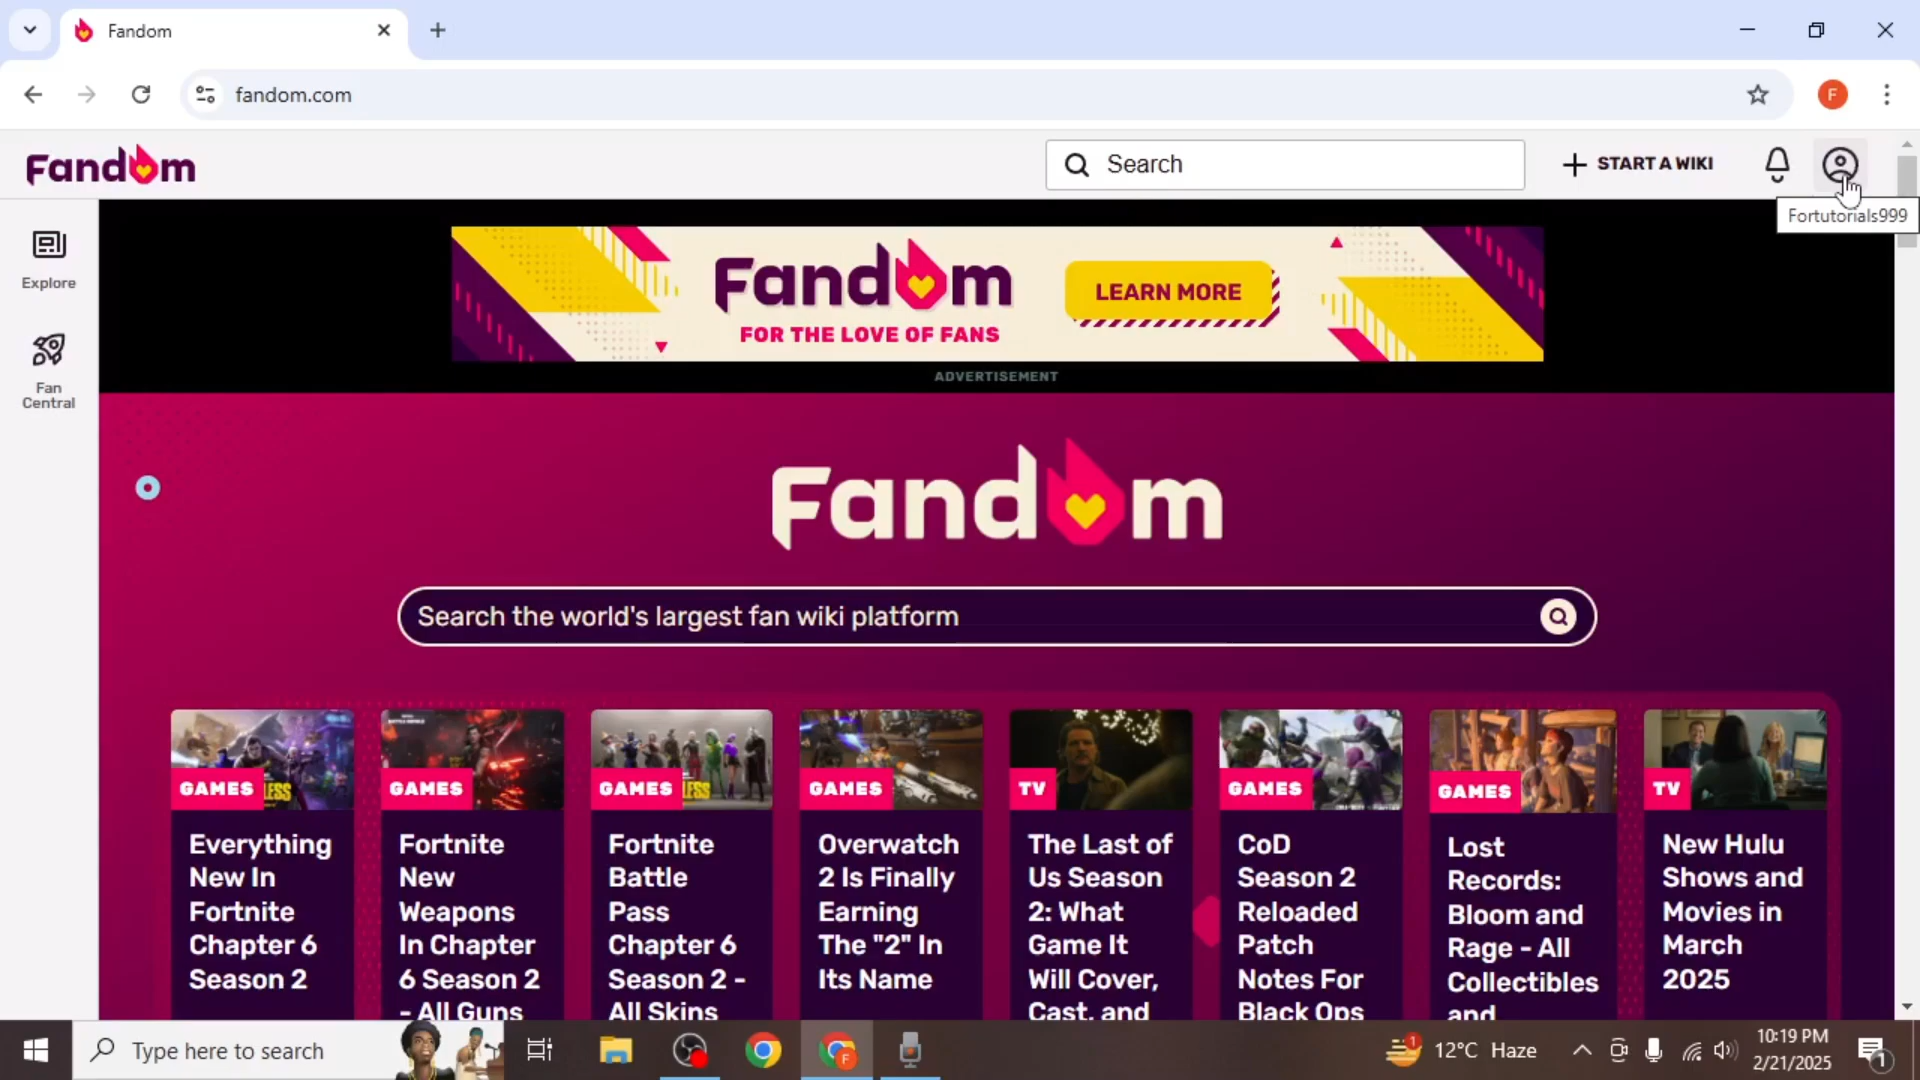 Fandom
fandom.com
F
Fandom
Search
START A WIKI
Fortutorials999
Explore
Fan
Central
Fandom
FOR THE LOVE OF FANS
LEARN MORE
ADVERTISEMENT
Fandom
Search the world's largest fan wiki platform
GAMES
Everything
New In
Fortnite
Chapter 6
Season 2
GAMES
Fortnite
New
Weapons
In Chapter
6 Season 2
- All Guns
GAMES
Fortnite
Battle
Pass
Chapter 6
Season 2 -
All Skins
GAMES
Overwatch
2 Is Finally
Earning
The "2" In
Its Name
TV
The Last of
Us Season
2: What
Game It
Will Cover,
Cast, and
GAMES
CoD
Season 2
Reloaded
Patch
Notes For
Black Ops
GAMES
Lost
Records:
Bloom and
Rage - All
Collectibles
and
TV
New Hulu
Shows and
Movies in
March
2025
Type here to search
F
1
12°C Haze
10:19 PM
2/21/2025
1